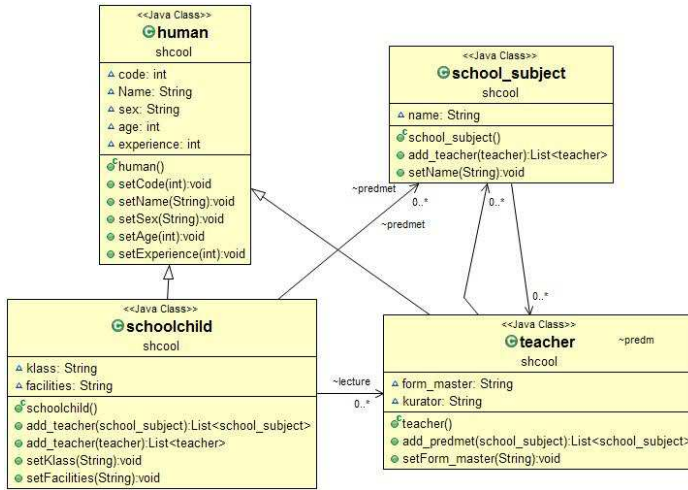 <<Java Class>>
human
shcool
code: int
Name: String
sex: String
age: int
experience: int
human()
setCode(int):void
setName(String):void
setSex(String):void
setAge(int):void
setExperience(int):void
<<Java Class>>
school_subject
shcool
name: String
school_subject()
add_teacher(teacher):List<teacher>
setName(String):void
~predmet
0..*
0..*
~predmet
0..*
<<Java Class>>
schoolchild
shcool
klass: String
facilities: String
schoolchild()
add_teacher(school_subject):List<school_subject>
add_teacher(teacher):List<teacher>
setKlass(String):void
setFacilities(String):void
~lecture
0..*
<<Java Class>>
teacher
shcool
~predm
form_master: String
kurator: String
teacher()
add_predmet(school_subject):List<school_subject>
setForm_master(String):void